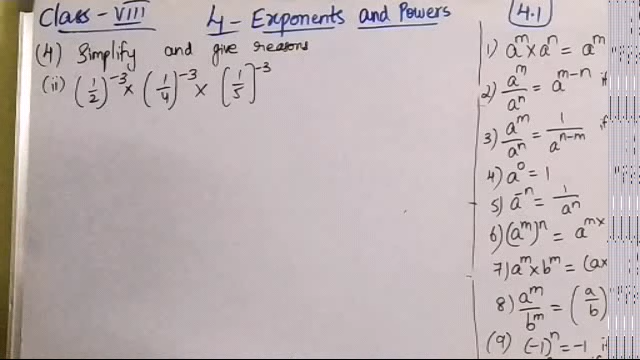 Class - VIII 4 - Exponents and Powers 4.1
(4) Simplify and give reasons
(ii) (1/2)^-3 × (1/4)^-3 × (1/5)^-3
1) a^m × a^n = a^m
2) a^m/a^n = a^m-n
3) a^m/a^n = 1/a^n-m if
4) a^0 = 1
5) a^-n = 1/a^n
6) (a^m)^n = a^m×
7) a^m × b^m = (a×
8) a^m/b^m = (a/b)
(9) (-1)^n = -1 if